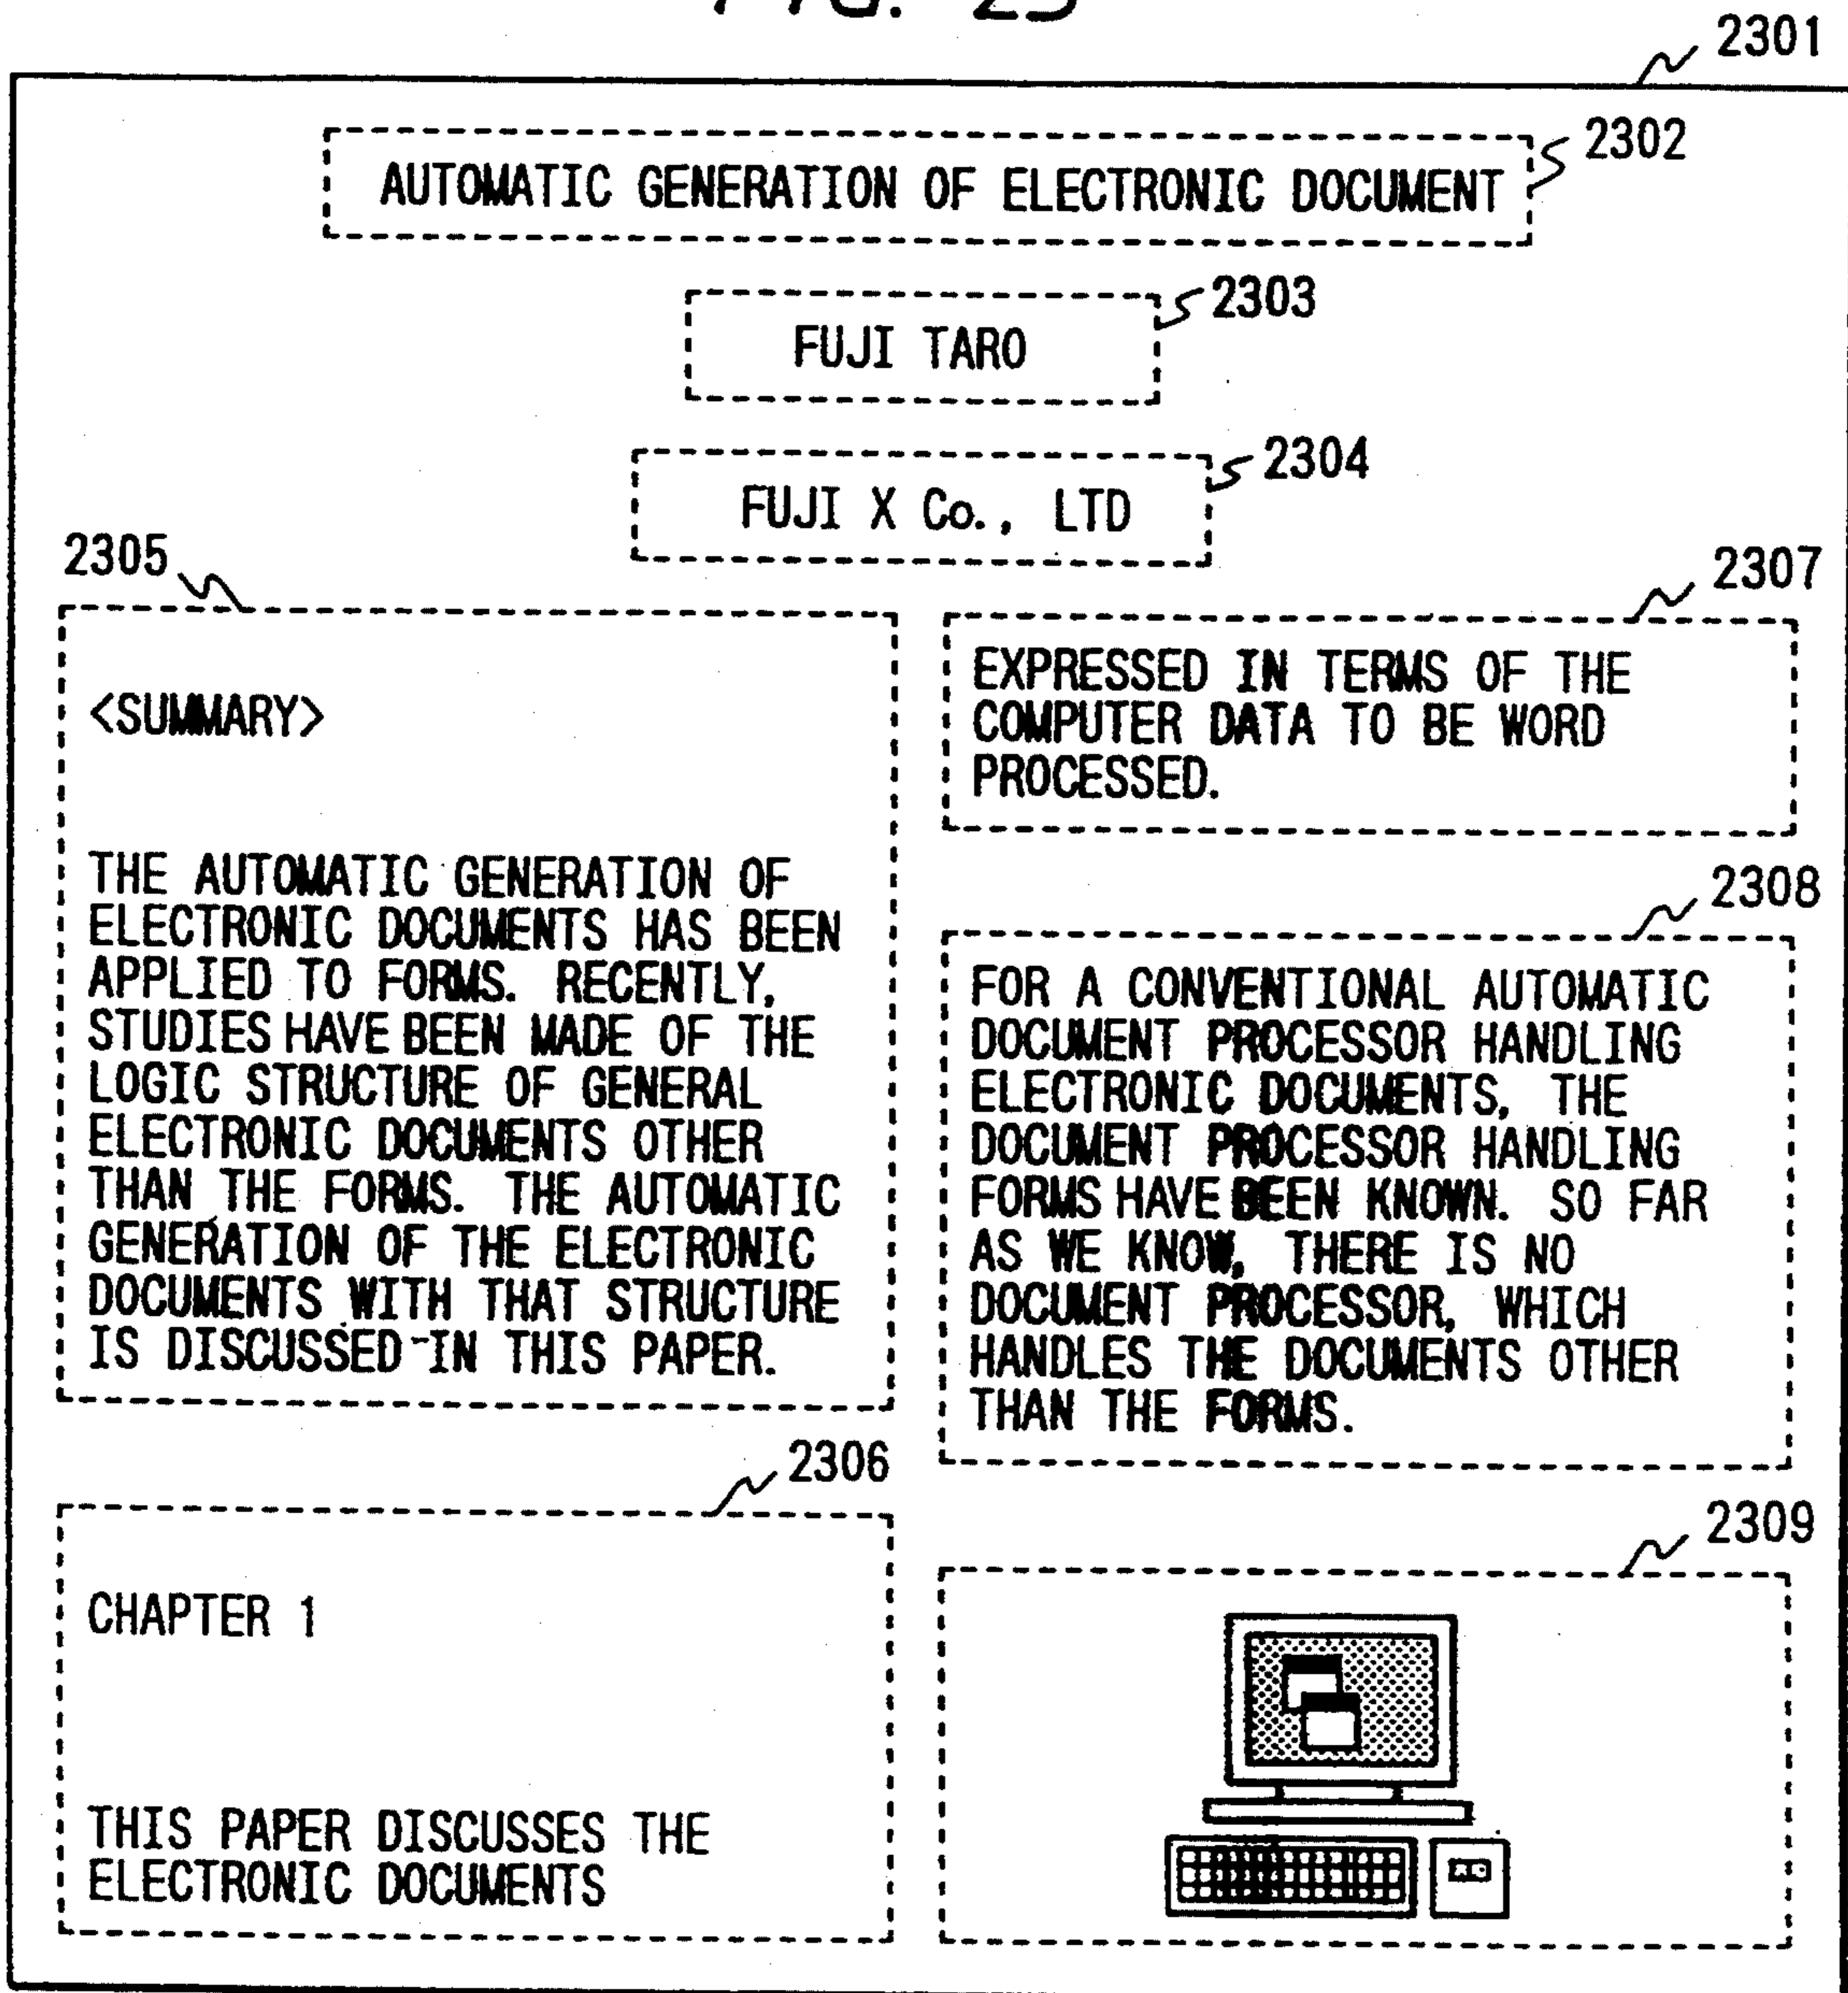 FIG. 23
2301
AUTOMATIC GENERATION OF ELECTRONIC DOCUMENT
2302
FUJI TARO
2303
FUJI X Co., LTD
2304
2305
<SUMMARY>
THE AUTOMATIC GENERATION OF
ELECTRONIC DOCUMENTS HAS BEEN
APPLIED TO FORMS. RECENTLY,
STUDIES HAVE BEEN MADE OF THE
LOGIC STRUCTURE OF GENERAL
ELECTRONIC DOCUMENTS OTHER
THAN THE FORMS. THE AUTOMATIC
GENERATION OF THE ELECTRONIC
DOCUMENTS WITH THAT STRUCTURE
IS DISCUSSED IN THIS PAPER.
2306
CHAPTER 1
THIS PAPER DISCUSSES THE
ELECTRONIC DOCUMENTS
2307
EXPRESSED IN TERMS OF THE
COMPUTER DATA TO BE WORD
PROCESSED.
2308
FOR A CONVENTIONAL AUTOMATIC
DOCUMENT PROCESSOR HANDLING
ELECTRONIC DOCUMENTS, THE
DOCUMENT PROCESSOR HANDLING
FORMS HAVE BEEN KNOWN. SO FAR
AS WE KNOW, THERE IS NO
DOCUMENT PROCESSOR, WHICH
HANDLES THE DOCUMENTS OTHER
THAN THE FORMS.
2309